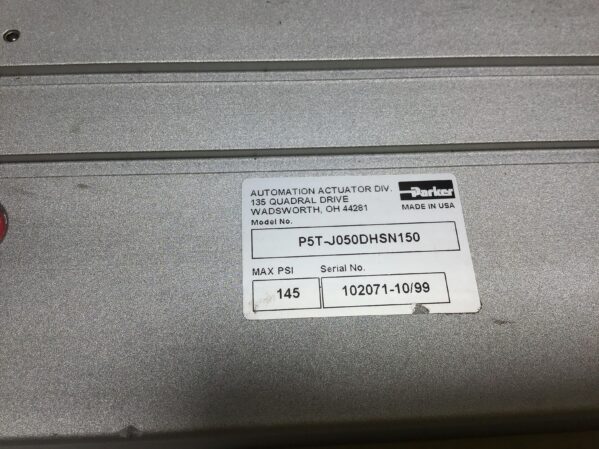 AUTOMATION ACTUATOR DIV.
135 QUADRAL DRIVE
WADSWORTH, OH 44281
Parker
MADE IN USA
Model No.
P5T-J050DHSN150
MAX PSI
Serial No.
145
102071-10/99